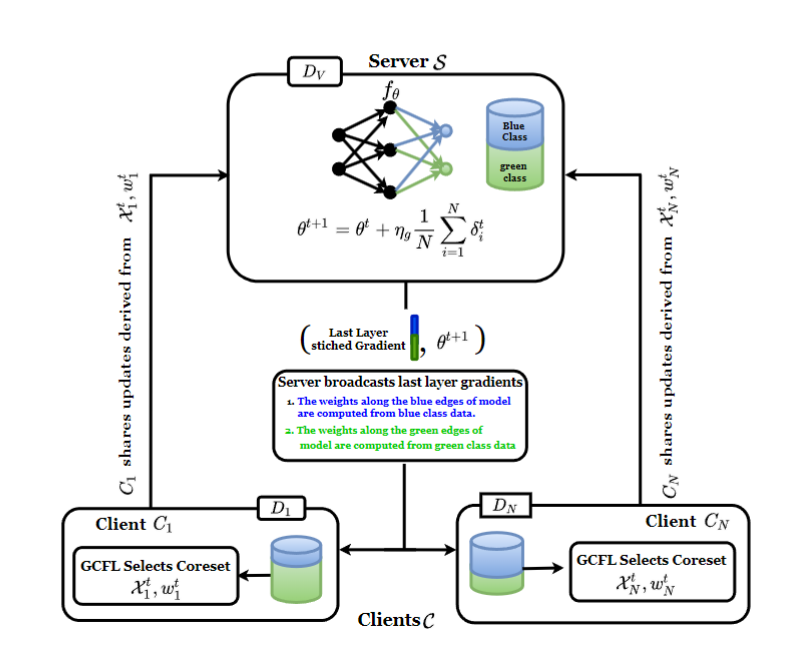 Server 𝒮
D_V
f_θ
Blue
Class
green
class
θ^{t+1} = θ^t + η_g \frac{1}{N} \sum_{i=1}^{N} δ_i^t
( Last Layer
stiched Gradient , θ^{t+1} )
Server broadcasts last layer gradients
1. The weights along the blue edges of model
are computed from blue class data.
2. The weights along the green edges of
model are computed from green class data
C_1 shares updates derived from 𝒳_1^t, w_1^t
C_N shares updates derived from 𝒳_N^t, w_N^t
D_1
Client C_1
GCFL Selects Coreset
𝒳_1^t, w_1^t
D_N
Client C_N
GCFL Selects Coreset
𝒳_N^t, w_N^t
Clients 𝒞